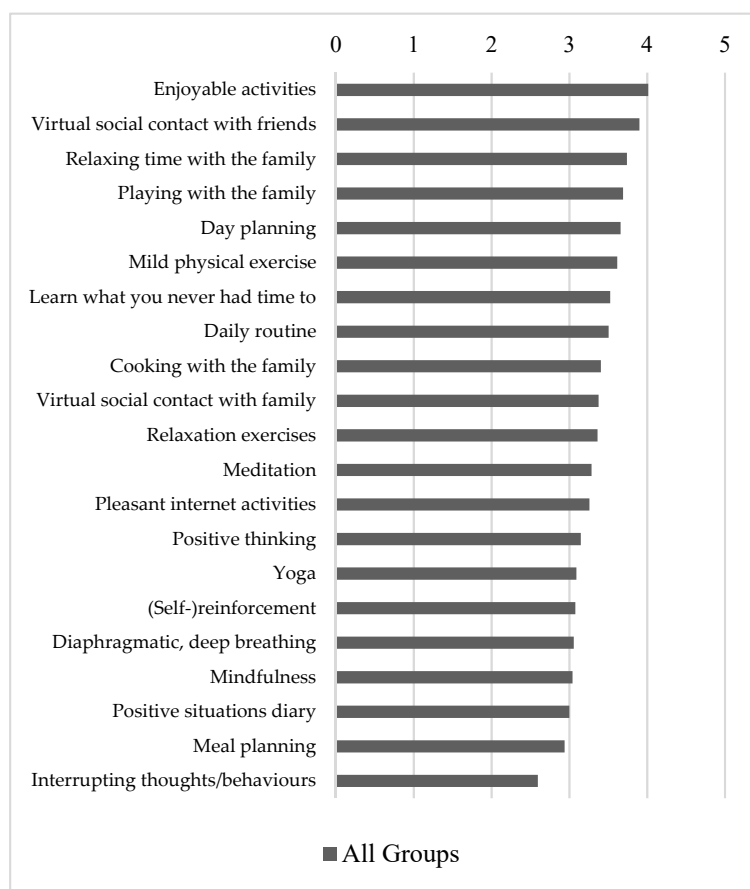 0 1 2 3 4 5
Enjoyable activities
Virtual social contact with friends
Relaxing time with the family
Playing with the family
Day planning
Mild physical exercise
Learn what you never had time to
Daily routine
Cooking with the family
Virtual social contact with family
Relaxation exercises
Meditation
Pleasant internet activities
Positive thinking
Yoga
(Self-)reinforcement
Diaphragmatic, deep breathing
Mindfulness
Positive situations diary
Meal planning
Interrupting thoughts/behaviours
All Groups